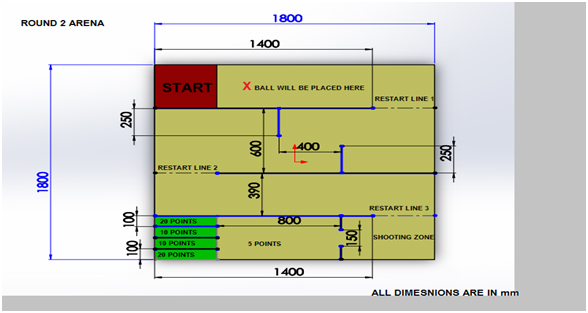 ROUND 2 ARENA
1800
1400
START
X BALL WILL BE PLACED HERE
RESTART LINE 1
250
400
600
250
1800
RESTART LINE 2
390
RESTART LINE 3
100
20 POINTS
800
10 POINTS
150
SHOOTING ZONE
10 POINTS
5 POINTS
100
20 POINTS
1400
ALL DIMESNIONS ARE IN mm